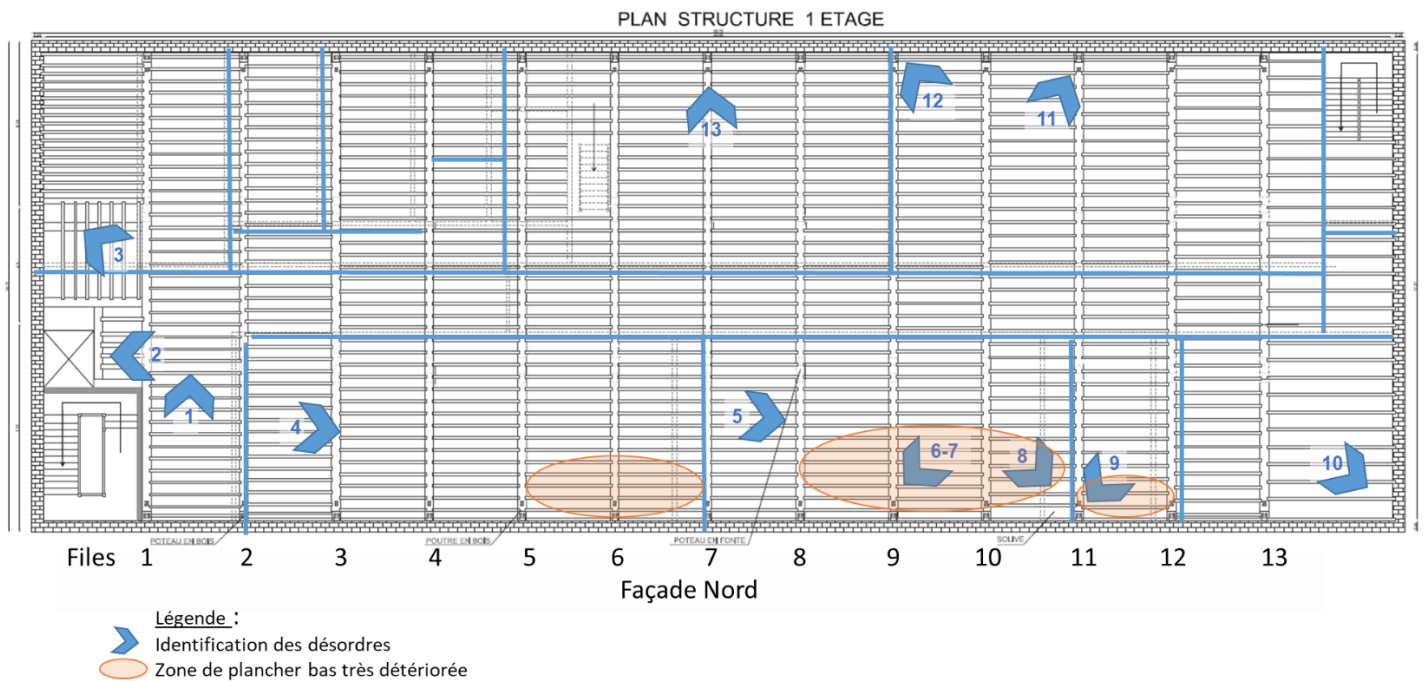 PLAN STRUCTURE 1 ETAGE
12
11
13
3
2
1
4
5
6-7
8
9
10
POTEAU EN BOIS
POUTRE EN BOIS
POTEAU EN FONTE
SOLIVE
Files 1 2 3 4 5 6 7 8 9 10 11 12 13
Façade Nord
Légende :
Identification des désordres
Zone de plancher bas très détériorée